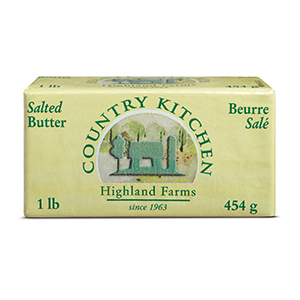 Salted
Butter
COUNTRY KITCHEN
Beurre
Salé
Highland Farms
since 1963
1 lb
454 g